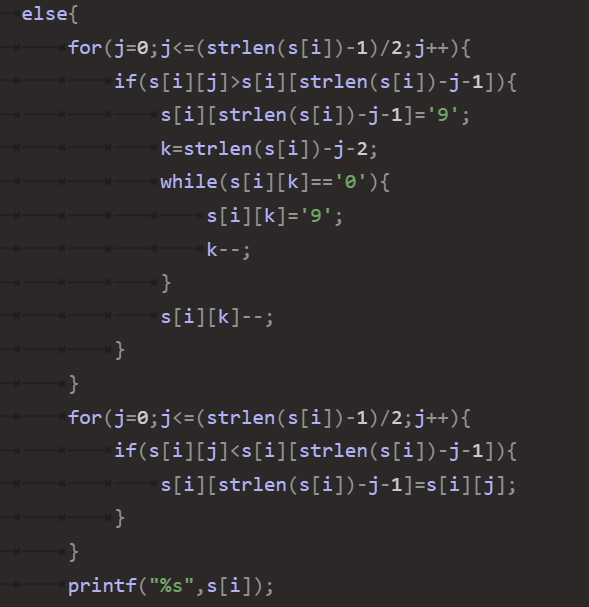 else{
for(j=0;j<=(strlen(s[i])-1)/2;j++){
if(s[i][j]>s[i][strlen(s[i])-j-1]){
s[i][strlen(s[i])-j-1]='9';
k=strlen(s[i])-j-2;
while(s[i][k]=='0'){
s[i][k]='9';
k--;
}
s[i][k]--;
}
}
for(j=0;j<=(strlen(s[i])-1)/2;j++){
if(s[i][j]<s[i][strlen(s[i])-j-1]){
s[i][strlen(s[i])-j-1]=s[i][j];
}
}
printf("%s",s[i]);